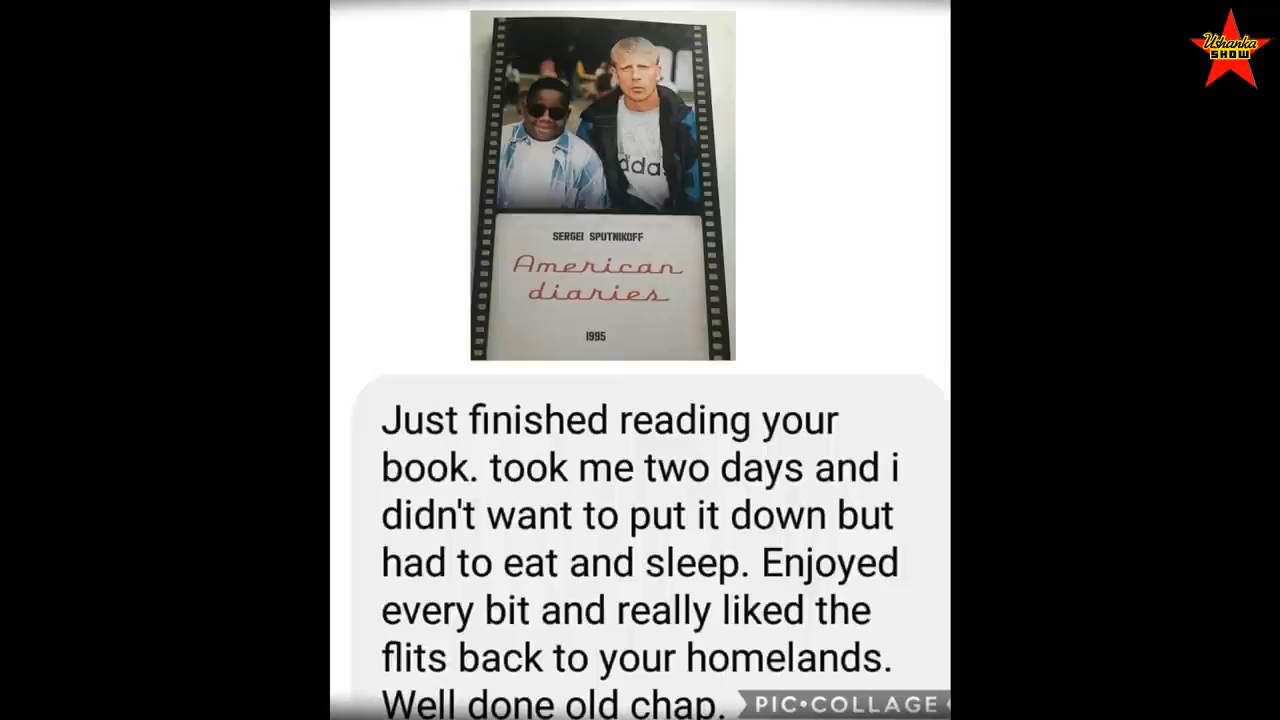 Ushanka
SHOW
adidas
SERGEI SPUTNIKOFF
American
diaries
1995
Just finished reading your
book. took me two days and i
didn't want to put it down but
had to eat and sleep. Enjoyed
every bit and really liked the
flits back to your homelands.
Well done old chap.
PIC•COLLAGE